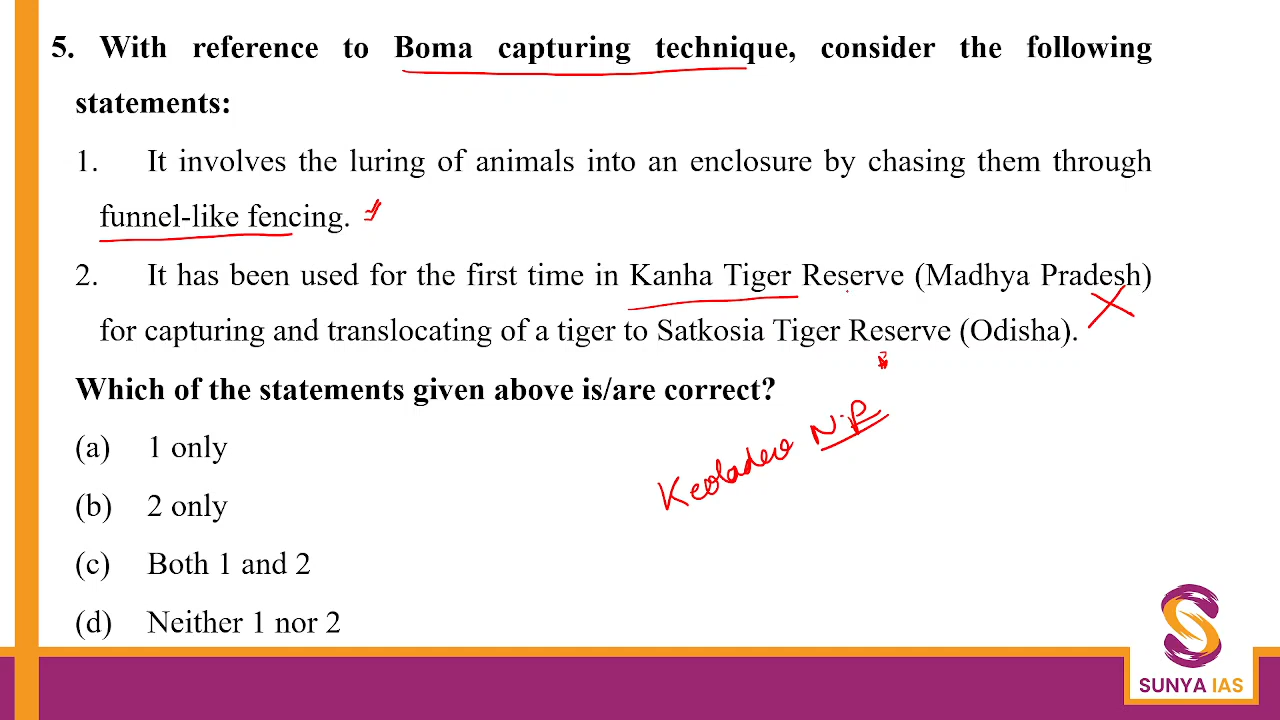 5. With reference to Boma capturing technique, consider the following
statements:
1. It involves the luring of animals into an enclosure by chasing them through
funnel-like fencing.
2. It has been used for the first time in Kanha Tiger Reserve (Madhya Pradesh)
for capturing and translocating of a tiger to Satkosia Tiger Reserve (Odisha).
Which of the statements given above is/are correct?
Keoladeo N.P
(a) 1 only
(b) 2 only
(c) Both 1 and 2
(d) Neither 1 nor 2
SUNYA IAS